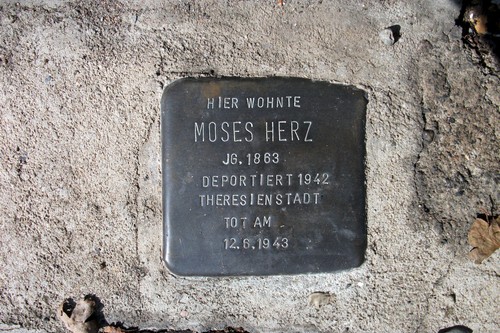 HIER WOHNTE
MOSES HERZ
JG. 1863
DEPORTIERT 1942
THERESIENSTADT
TOT AM
12.6.1943